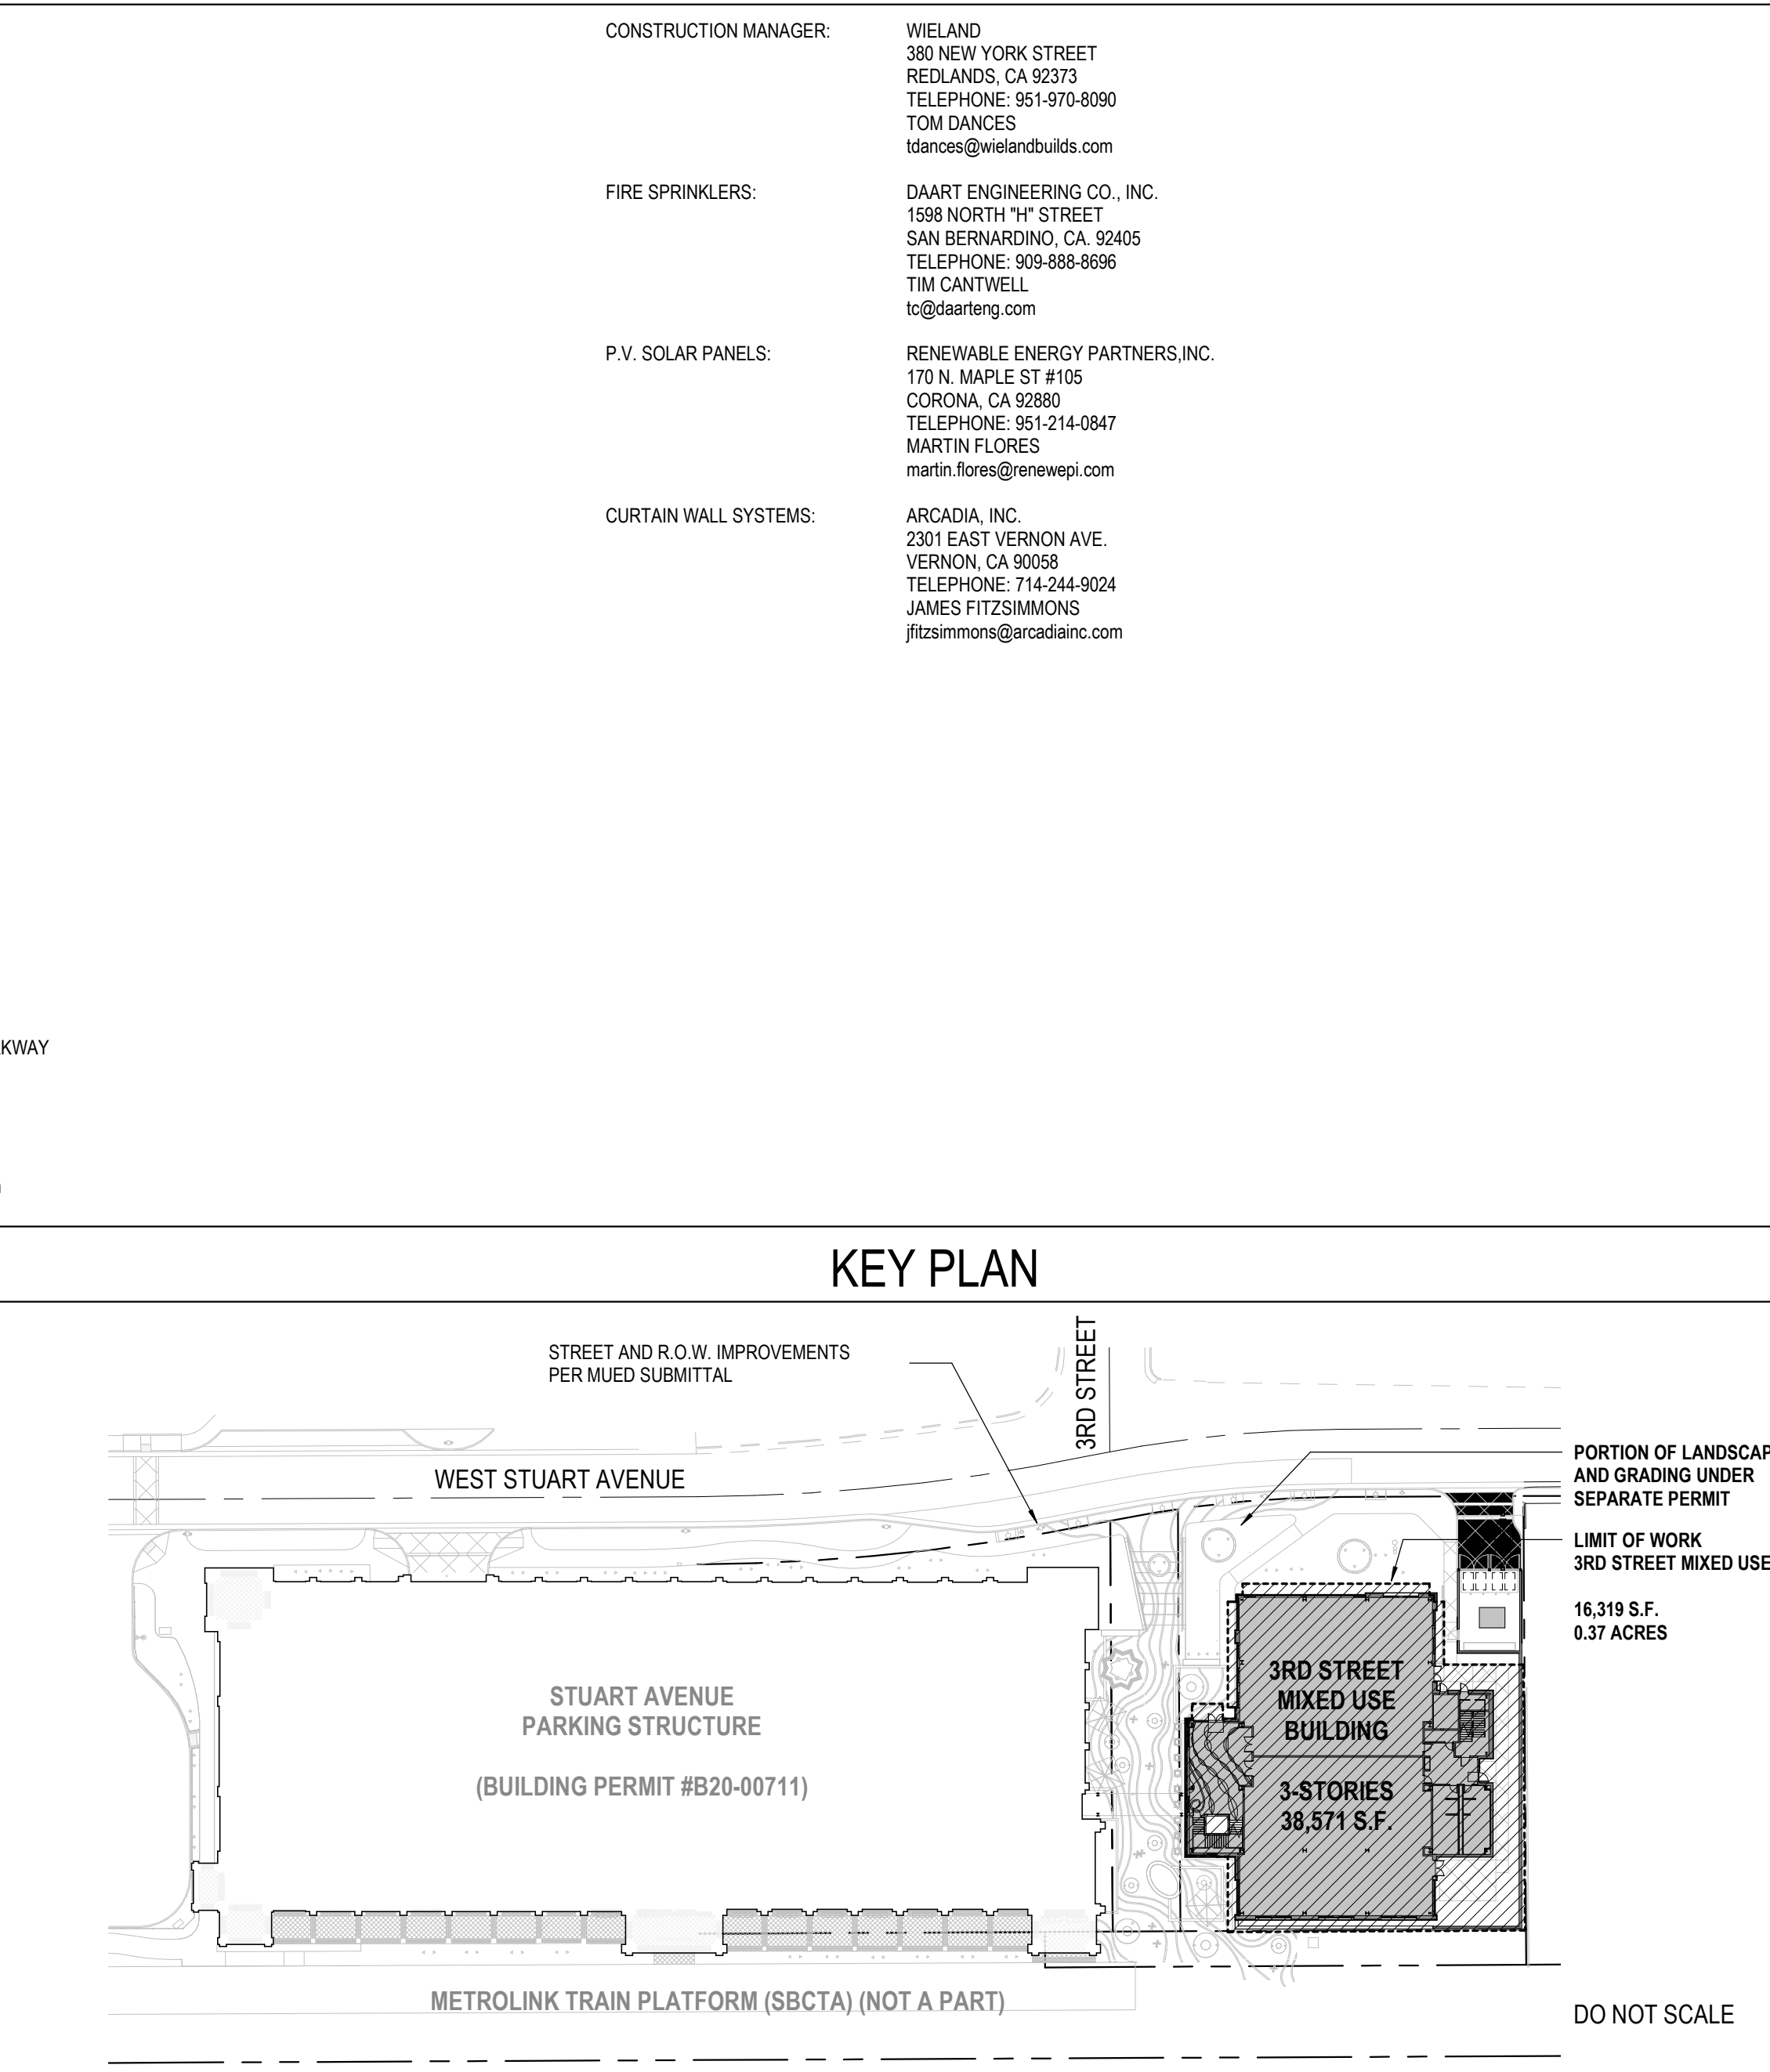 CONSTRUCTION MANAGER:
WIELAND
380 NEW YORK STREET
REDLANDS, CA 92373
TELEPHONE: 951-970-8090
TOM DANCES
tdances@wielandbuilds.com
FIRE SPRINKLERS:
DAART ENGINEERING CO., INC.
1598 NORTH "H" STREET
SAN BERNARDINO, CA. 92405
TELEPHONE: 909-888-8696
TIM CANTWELL
tc@daarteng.com
P.V. SOLAR PANELS:
RENEWABLE ENERGY PARTNERS,INC.
170 N. MAPLE ST #105
CORONA, CA 92880
TELEPHONE: 951-214-0847
MARTIN FLORES
martin.flores@renewepi.com
CURTAIN WALL SYSTEMS:
ARCADIA, INC.
2301 EAST VERNON AVE.
VERNON, CA 90058
TELEPHONE: 714-244-9024
JAMES FITZSIMMONS
jfitzsimmons@arcadiainc.com
KWAY
KEY PLAN
STREET AND R.O.W. IMPROVEMENTS
PER MUED SUBMITTAL
3RD STREET
WEST STUART AVENUE
PORTION OF LANDSCAP
AND GRADING UNDER
SEPARATE PERMIT
LIMIT OF WORK
3RD STREET MIXED USE
16,319 S.F.
0.37 ACRES
STUART AVENUE
PARKING STRUCTURE
(BUILDING PERMIT #B20-00711)
3RD STREET
MIXED USE
BUILDING
3-STORIES
38,571 S.F.
METROLINK TRAIN PLATFORM (SBCTA) (NOT A PART)
DO NOT SCALE